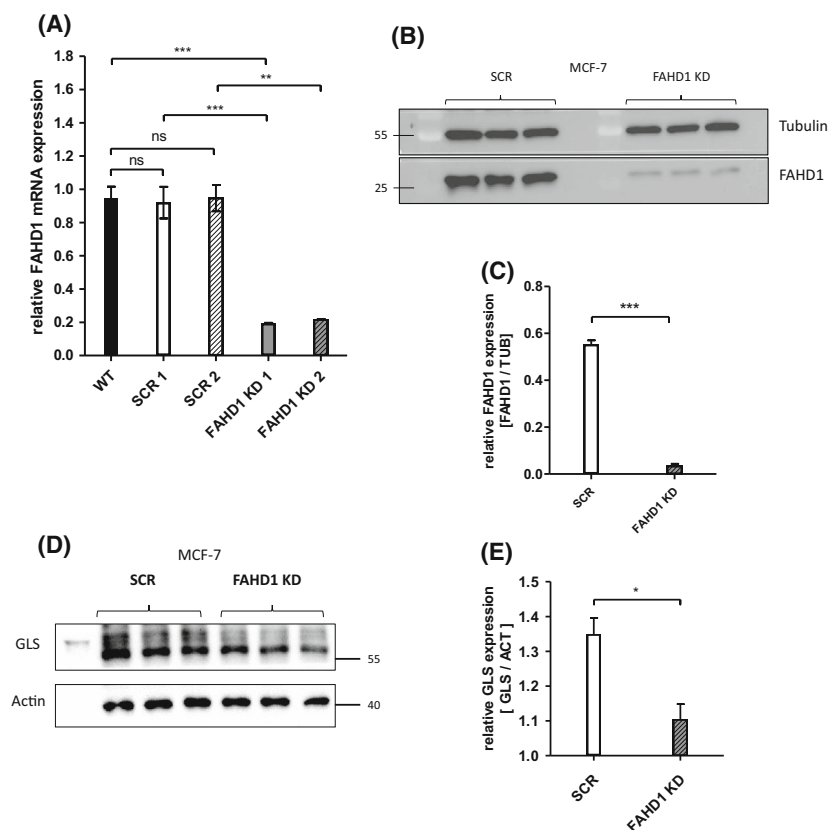 (A)
***
**
***
ns
ns
relative FAHD1 mRNA expression
1.8
1.6
1.4
1.2
1.0
0.8
0.6
0.4
0.2
0.0
WT
SCR 1
SCR 2
FAHD1 KD 1
FAHD1 KD 2
(B)
MCF-7
SCR
FAHD1 KD
55
Tubulin
25
FAHD1
(C)
***
relative FAHD1 expression
[FAHD1 / TUB]
0.6
0.4
0.2
0.0
SCR
FAHD1 KD
(D)
MCF-7
SCR
FAHD1 KD
GLS
55
Actin
40
(E)
*
relative GLS expression
[ GLS / ACT ]
1.5
1.4
1.3
1.2
1.1
1.0
SCR
FAHD1 KD